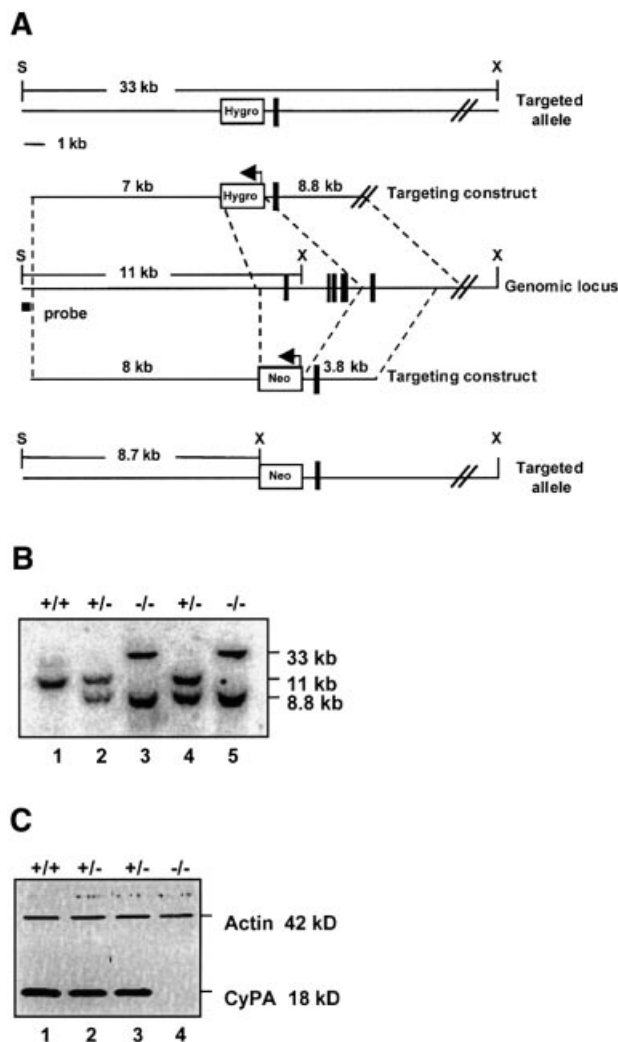 A
S X
33 kb
Hygro
Targeted
allele
1 kb
7 kb Hygro 8.8 kb Targeting construct
S X X
11 kb
Genomic locus
probe
8 kb Neo 3.8 kb Targeting construct
S X X
8.7 kb
Neo
Targeted
allele
B
+/+ +/- -/- +/- -/-
33 kb
11 kb
8.8 kb
1 2 3 4 5
C
+/+ +/- +/- -/-
Actin 42 kD
CyPA 18 kD
1 2 3 4